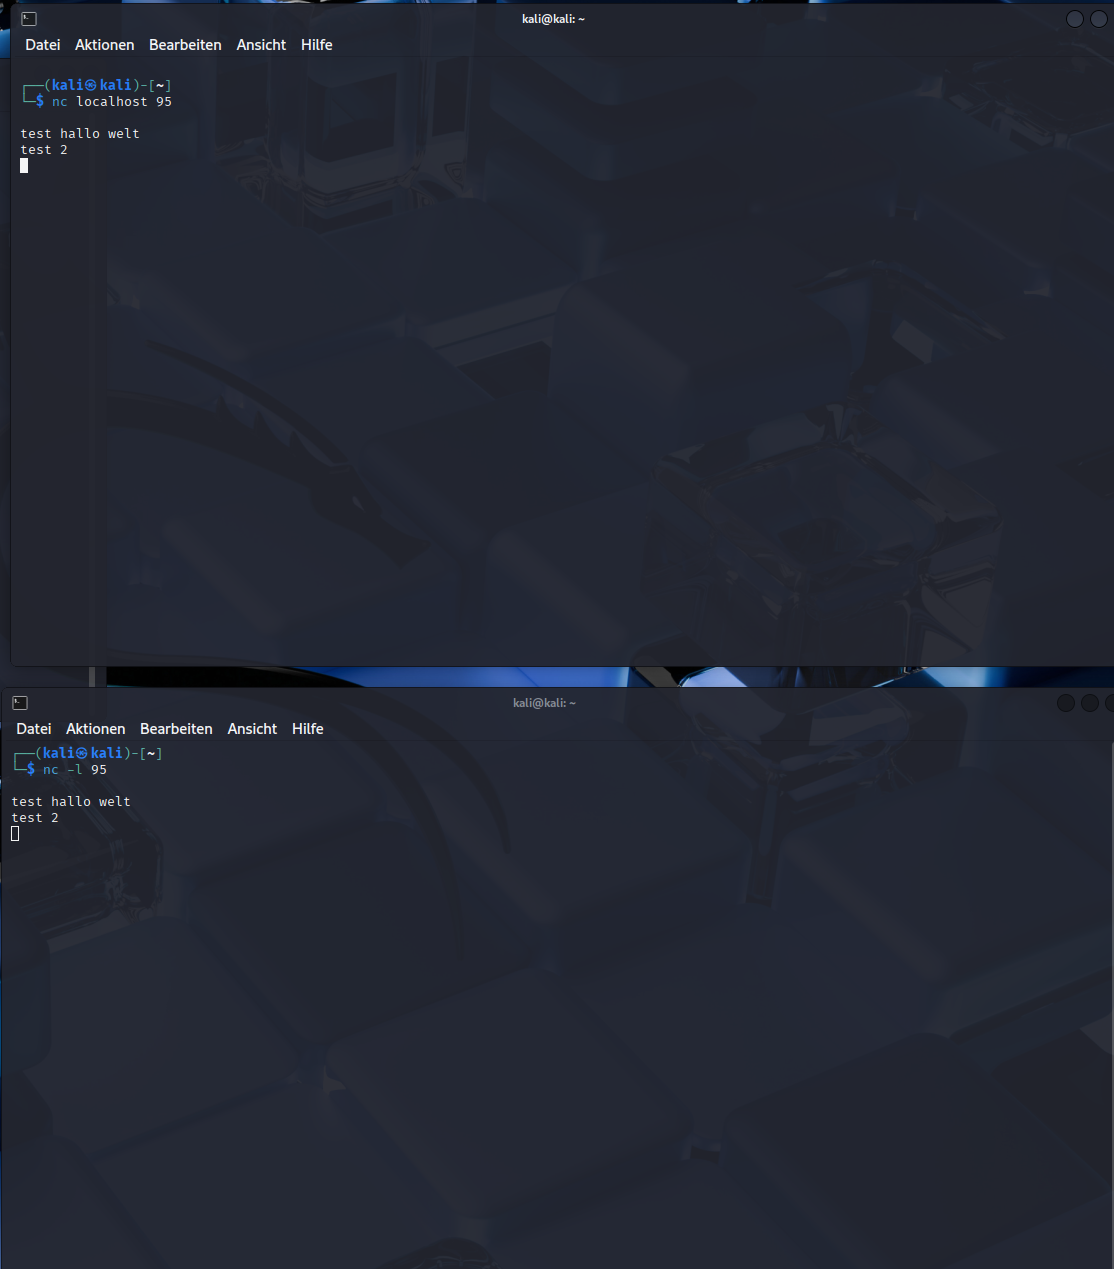 kali@kali: ~
Datei Aktionen Bearbeiten Ansicht Hilfe
┌──(kali㉿kali)-[~]
└─$ nc localhost 95
test hallo welt
test 2
kali@kali: ~
Datei Aktionen Bearbeiten Ansicht Hilfe
┌──(kali㉿kali)-[~]
└─$ nc -l 95
test hallo welt
test 2